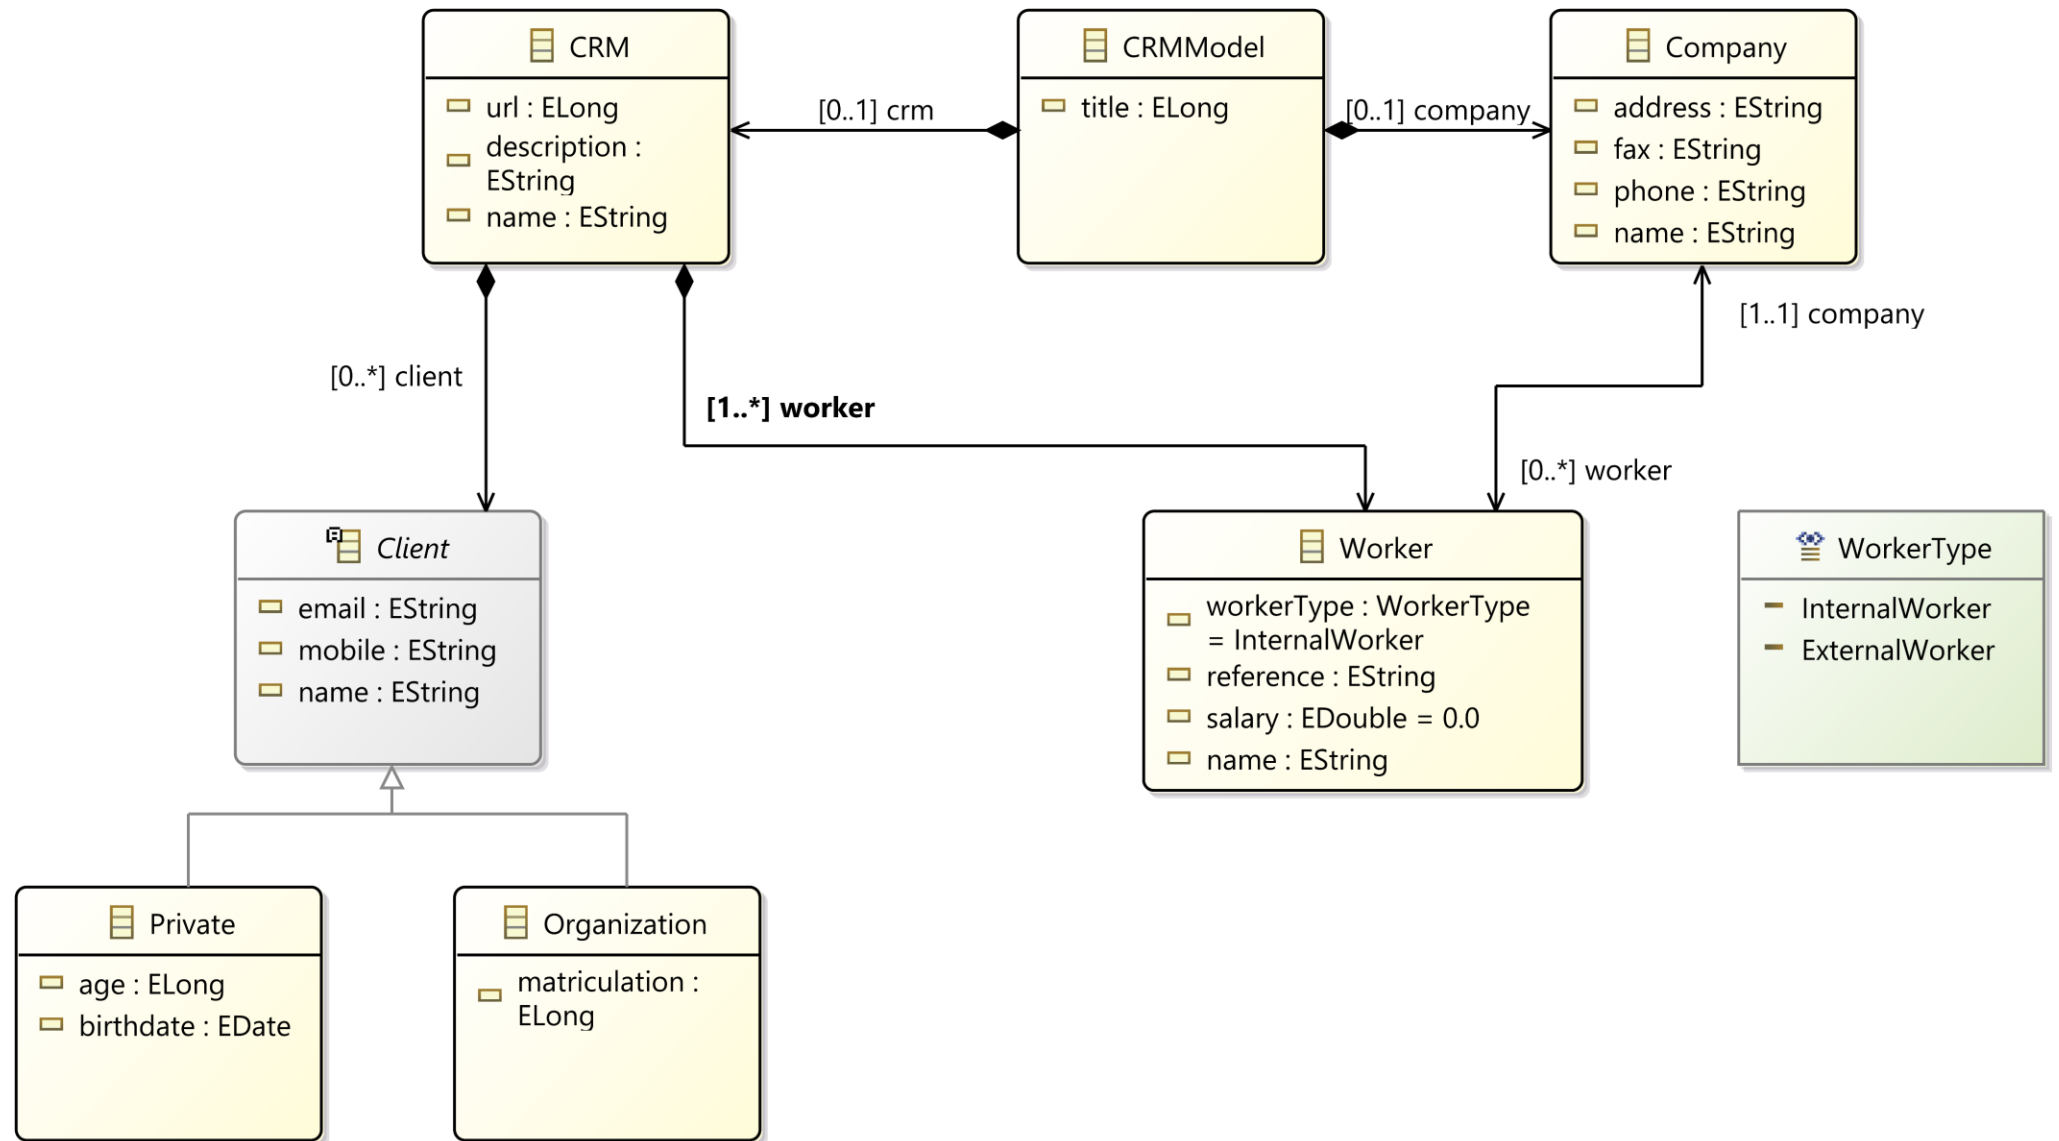 CRM
url : ELong
description :
EString
name : EString
[0..1] crm
CRMModel
title : ELong
[0..1] company
Company
address : EString
fax : EString
phone : EString
name : EString
[0..*] client
[1..*] worker
[1..1] company
[0..*] worker
Client
email : EString
mobile : EString
name : EString
Worker
workerType : WorkerType
= InternalWorker
reference : EString
salary : EDouble = 0.0
name : EString
WorkerType
InternalWorker
ExternalWorker
Private
age : ELong
birthdate : EDate
Organization
matriculation :
ELong